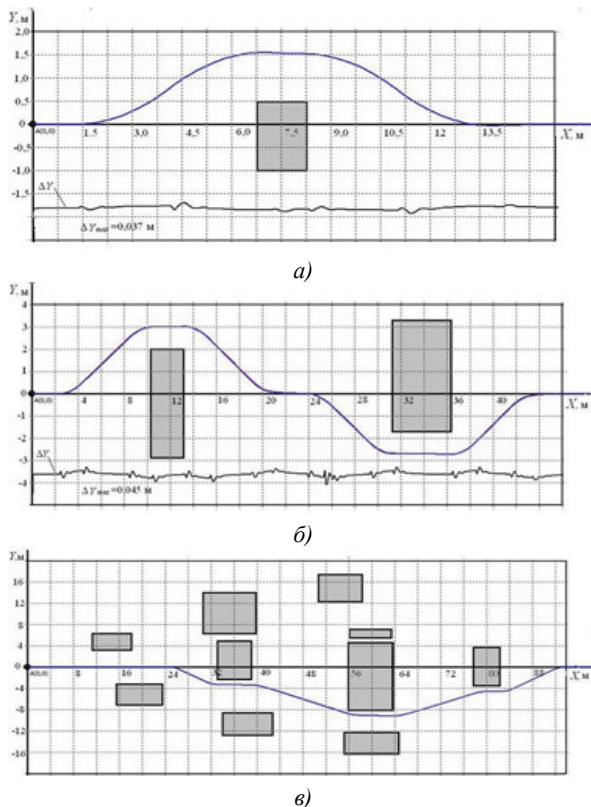 Y, м
2,0
1,5
1,0
0,5
0
-0,5
-1,0
-1,5
A(0,0) 1,5 3,0 4,5 6,0 7,5 9,0 10,5 12 13,5 X, м
ΔY
ΔYmax=0,037 м
а)
Y, м
4
3
2
1
0
-1
-2
-3
-4
A(0,0) 4 8 12 16 20 24 28 32 36 40 X, м
ΔY
ΔYmax=0,045 м
б)
Y, м
16
12
8
4
0
-4
-8
-12
-16
A(0,0) 8 16 24 32 40 48 56 64 72 80 88 X, м
в)